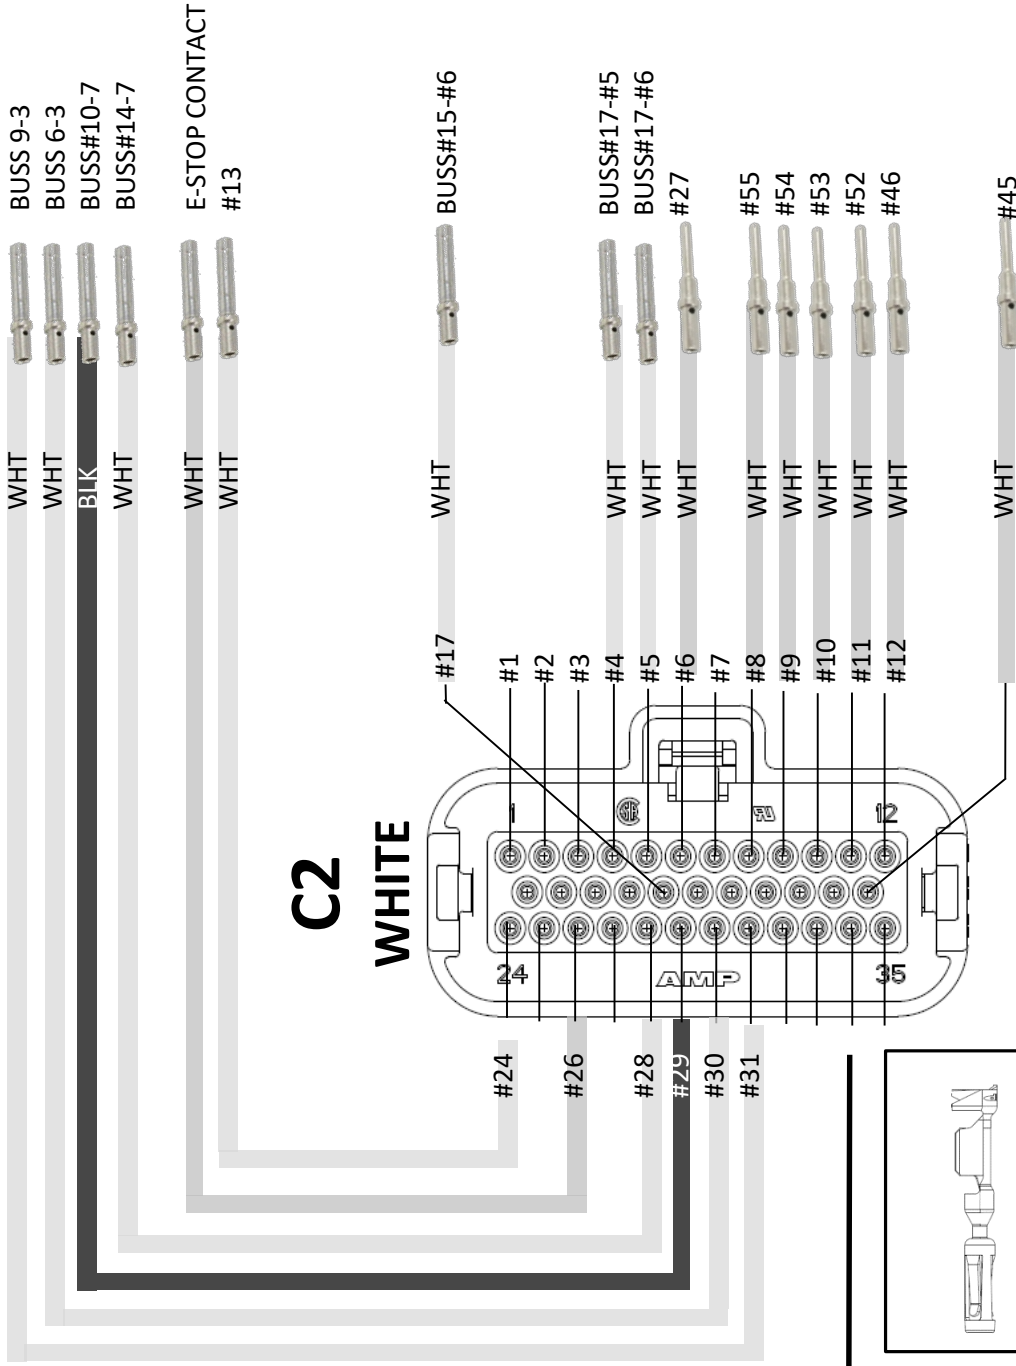 BUSS 9-3
BUSS 6-3
BUSS#10-7
BUSS#14-7
E-STOP CONTACT
#13
BUSS#15-#6
BUSS#17-#5
BUSS#17-#6
#27
#55
#54
#53
#52
#46
#45
WHT
WHT
BLK
WHT
WHT
WHT
WHT
WHT
WHT
WHT
WHT
WHT
WHT
WHT
WHT
WHT
#17
#1
#2
#3
#4
#5
#6
#7
#8
#9
#10
#11
#12
C2
WHITE
1
12
24
AMP
35
#24
#26
#28
#29
#30
#31